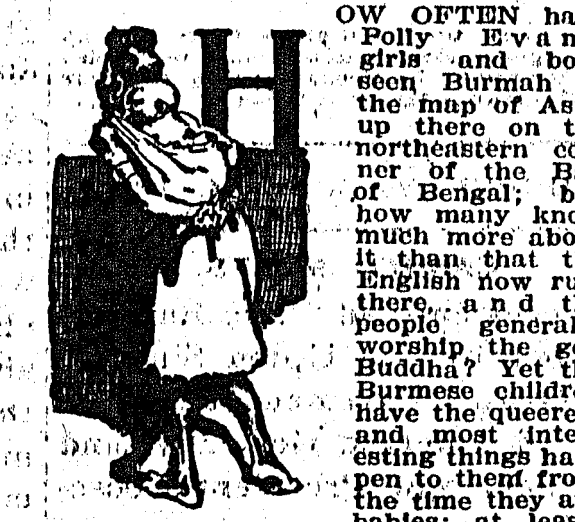 H
OW OFTEN ha
Polly Evan
girls and bo
seen Burmah
the map of As
up there on t
northeastern co
ner of the B
of Bengal; b
how many kno
much more abo
it than that t
English now ru
there, and t
people general
worship the go
Buddha? Yet th
Burmese childre
have the queere
and most inte
esting things ha
pen to them fro
the time they a
babies; at leas